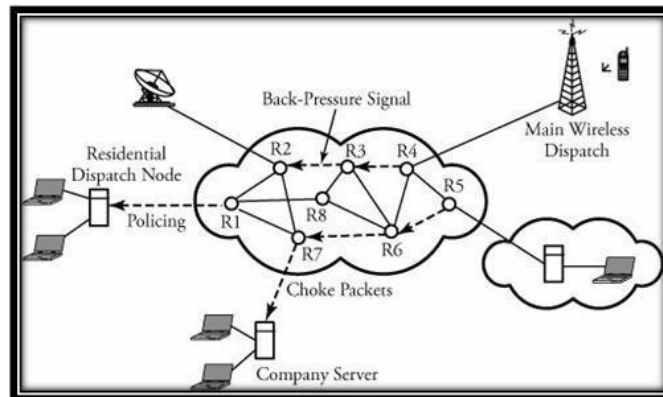 Back-Pressure Signal
Main Wireless
Dispatch
Residential
Dispatch Node
R2
R3
R4
R5
R1
R8
Policing
R7
R6
Choke Packets
Company Server